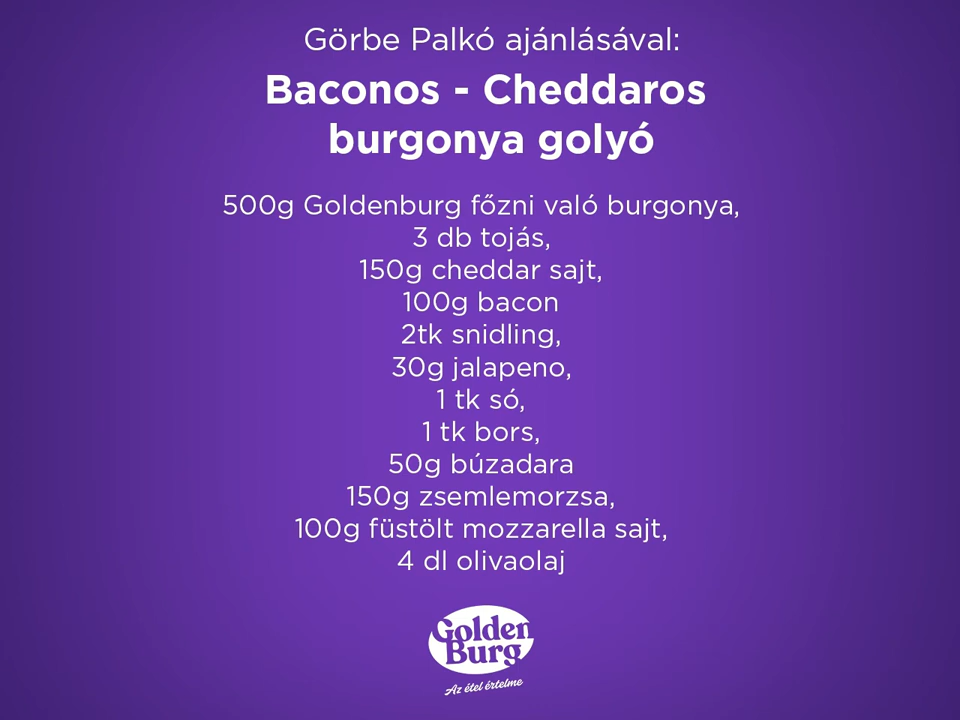 Görbe Palkó ajánlásával:
Baconos - Cheddaros
burgonya golyó
500g Goldenburg főzni való burgonya,
3 db tojás,
150g cheddar sajt,
100g bacon
2tk snidling,
30g jalapeno,
1 tk só,
1 tk bors,
50g búzadara
150g zsemlemorzsa,
100g füstölt mozzarella sajt,
4 dl olivaolaj
Golden
Burg
Az étel értelme